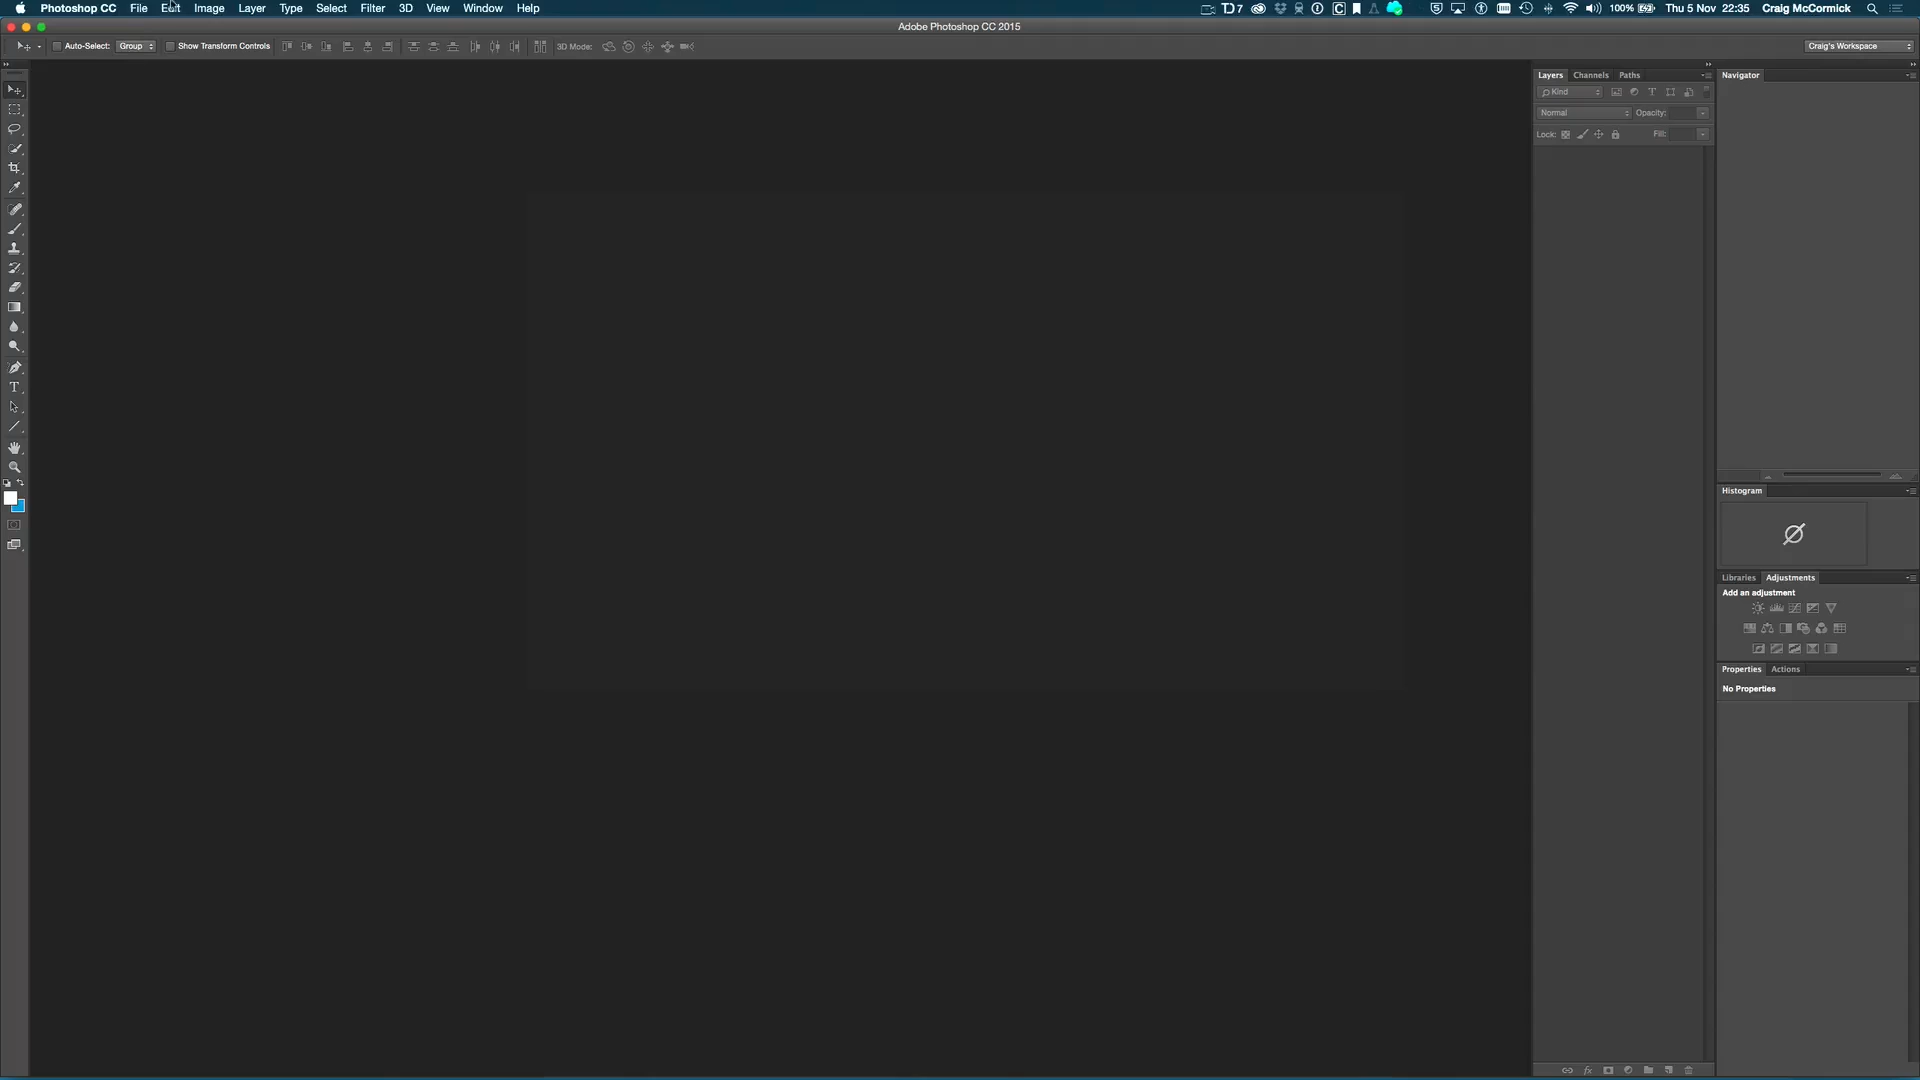 Photoshop CC File Edit Image Layer Type Select Filter 3D View Window Help 7 100% Thu 5 Nov 22:35 Craig McCormick
Adobe Photoshop CC 2015
Auto-Select: Group Show Transform Controls 3D Mode: Craig's Workspace
Layers Channels Paths
Kind
Normal Opacity:
Lock: Fill:
Navigator
Histogram
Libraries Adjustments
Add an adjustment
Properties Actions
No Properties